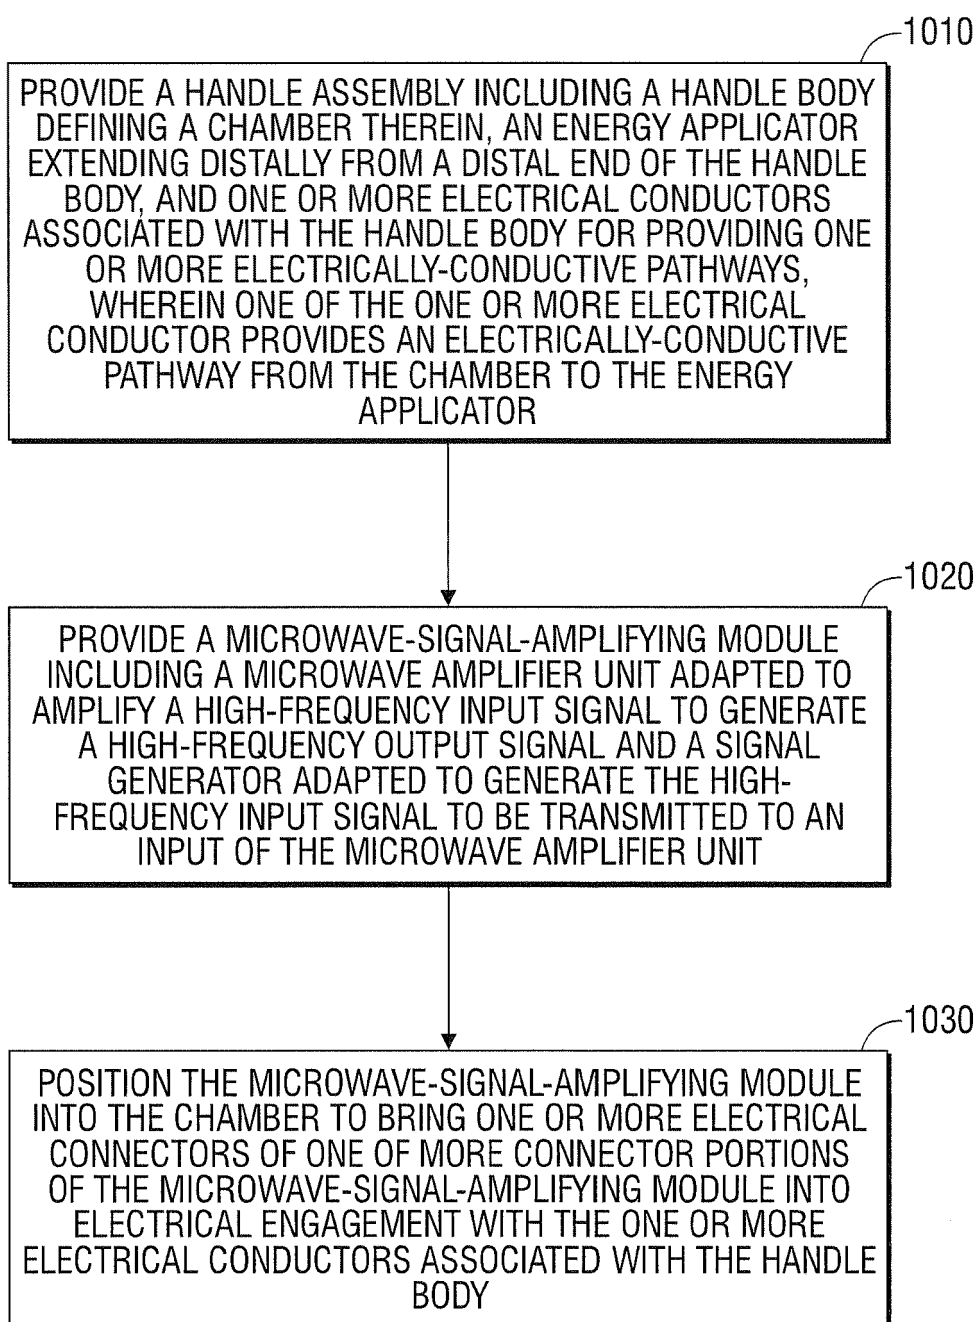 1010
PROVIDE A HANDLE ASSEMBLY INCLUDING A HANDLE BODY
DEFINING A CHAMBER THEREIN, AN ENERGY APPLICATOR
EXTENDING DISTALLY FROM A DISTAL END OF THE HANDLE
BODY, AND ONE OR MORE ELECTRICAL CONDUCTORS
ASSOCIATED WITH THE HANDLE BODY FOR PROVIDING ONE
OR MORE ELECTRICALLY-CONDUCTIVE PATHWAYS,
WHEREIN ONE OF THE ONE OR MORE ELECTRICAL
CONDUCTOR PROVIDES AN ELECTRICALLY-CONDUCTIVE
PATHWAY FROM THE CHAMBER TO THE ENERGY
APPLICATOR
1020
PROVIDE A MICROWAVE-SIGNAL-AMPLIFYING MODULE
INCLUDING A MICROWAVE AMPLIFIER UNIT ADAPTED TO
AMPLIFY A HIGH-FREQUENCY INPUT SIGNAL TO GENERATE
A HIGH-FREQUENCY OUTPUT SIGNAL AND A SIGNAL
GENERATOR ADAPTED TO GENERATE THE HIGH-
FREQUENCY INPUT SIGNAL TO BE TRANSMITTED TO AN
INPUT OF THE MICROWAVE AMPLIFIER UNIT
1030
POSITION THE MICROWAVE-SIGNAL-AMPLIFYING MODULE
INTO THE CHAMBER TO BRING ONE OR MORE ELECTRICAL
CONNECTORS OF ONE OF MORE CONNECTOR PORTIONS
OF THE MICROWAVE-SIGNAL-AMPLIFYING MODULE INTO
ELECTRICAL ENGAGEMENT WITH THE ONE OR MORE
ELECTRICAL CONDUCTORS ASSOCIATED WITH THE HANDLE
BODY